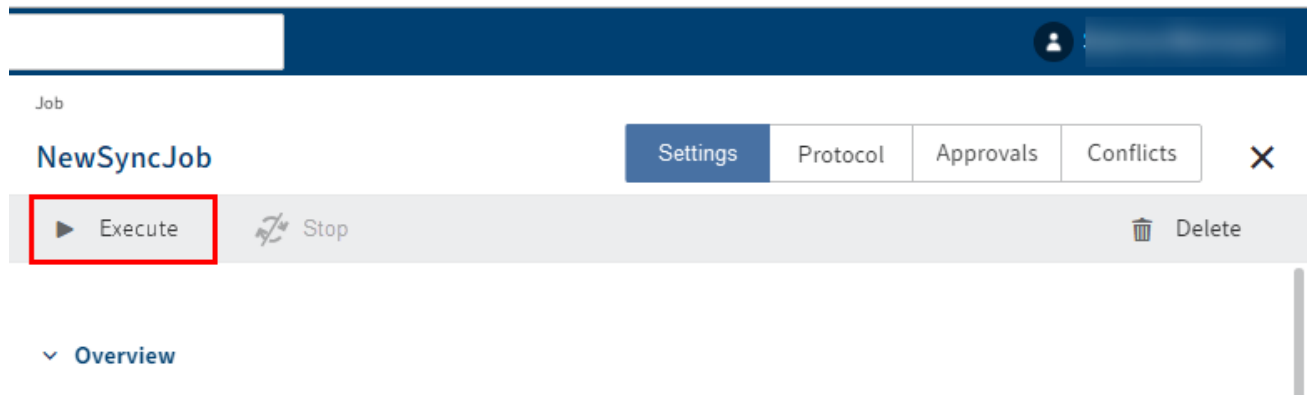 Job
NewSyncJob
Settings Protocol Approvals Conflicts
Execute Stop Delete
Overview